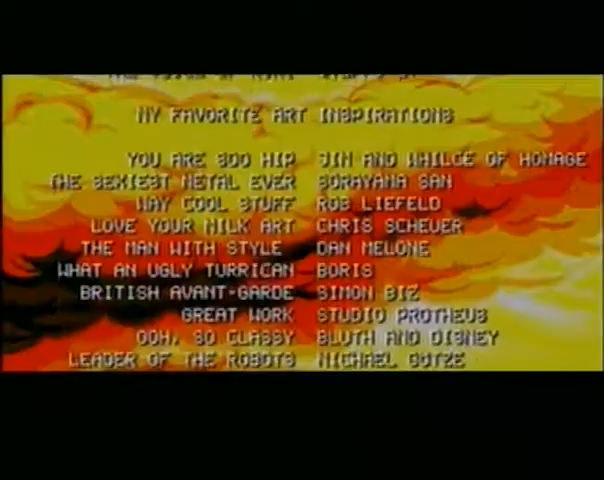 MY FAVORITE ART INSPIRATIONS
YOU ARE SOO HIP JIM AND WHILCE OF HOMAGE
THE SEXIEST METAL EVER SORAYAMA SAN
WAY COOL STUFF ROB LIEFELD
LOVE YOUR MILK ART CHRIS SCHEUER
THE MAN WITH STYLE DAN MELONE
WHAT AN UGLY TURRICAN BORIS
BRITISH AVANT-GARDE SIMON BIZ
GREAT WORK STUDIO PROTHEUS
OOH, SO CLASSY BLUTH AND DISNEY
LEADER OF THE ROBOTS MICHAEL GOTZE